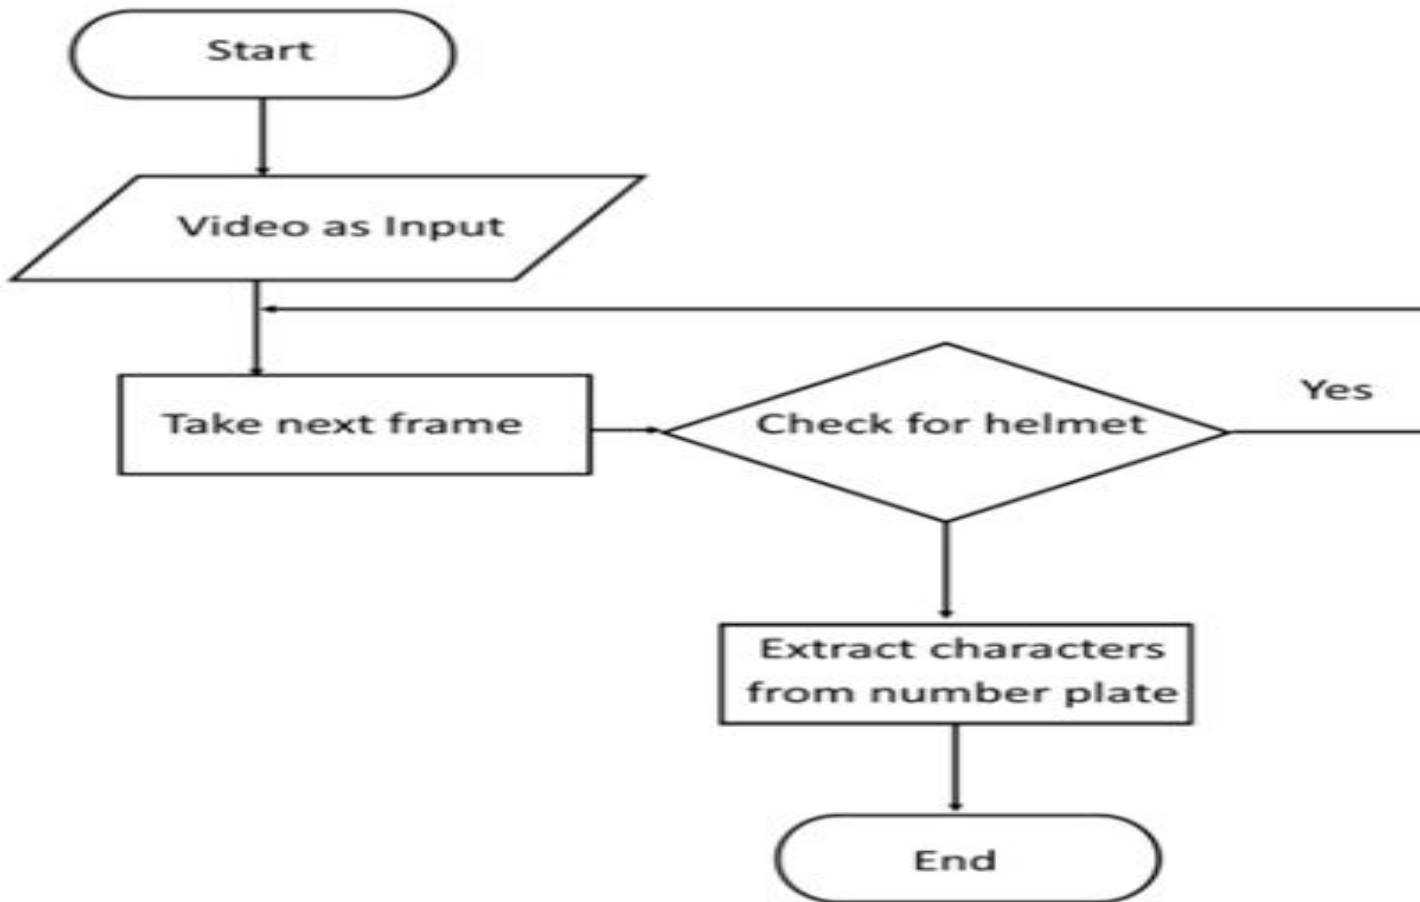 Start
Video as Input
Take next frame
Check for helmet
Yes
Extract characters
from number plate
End